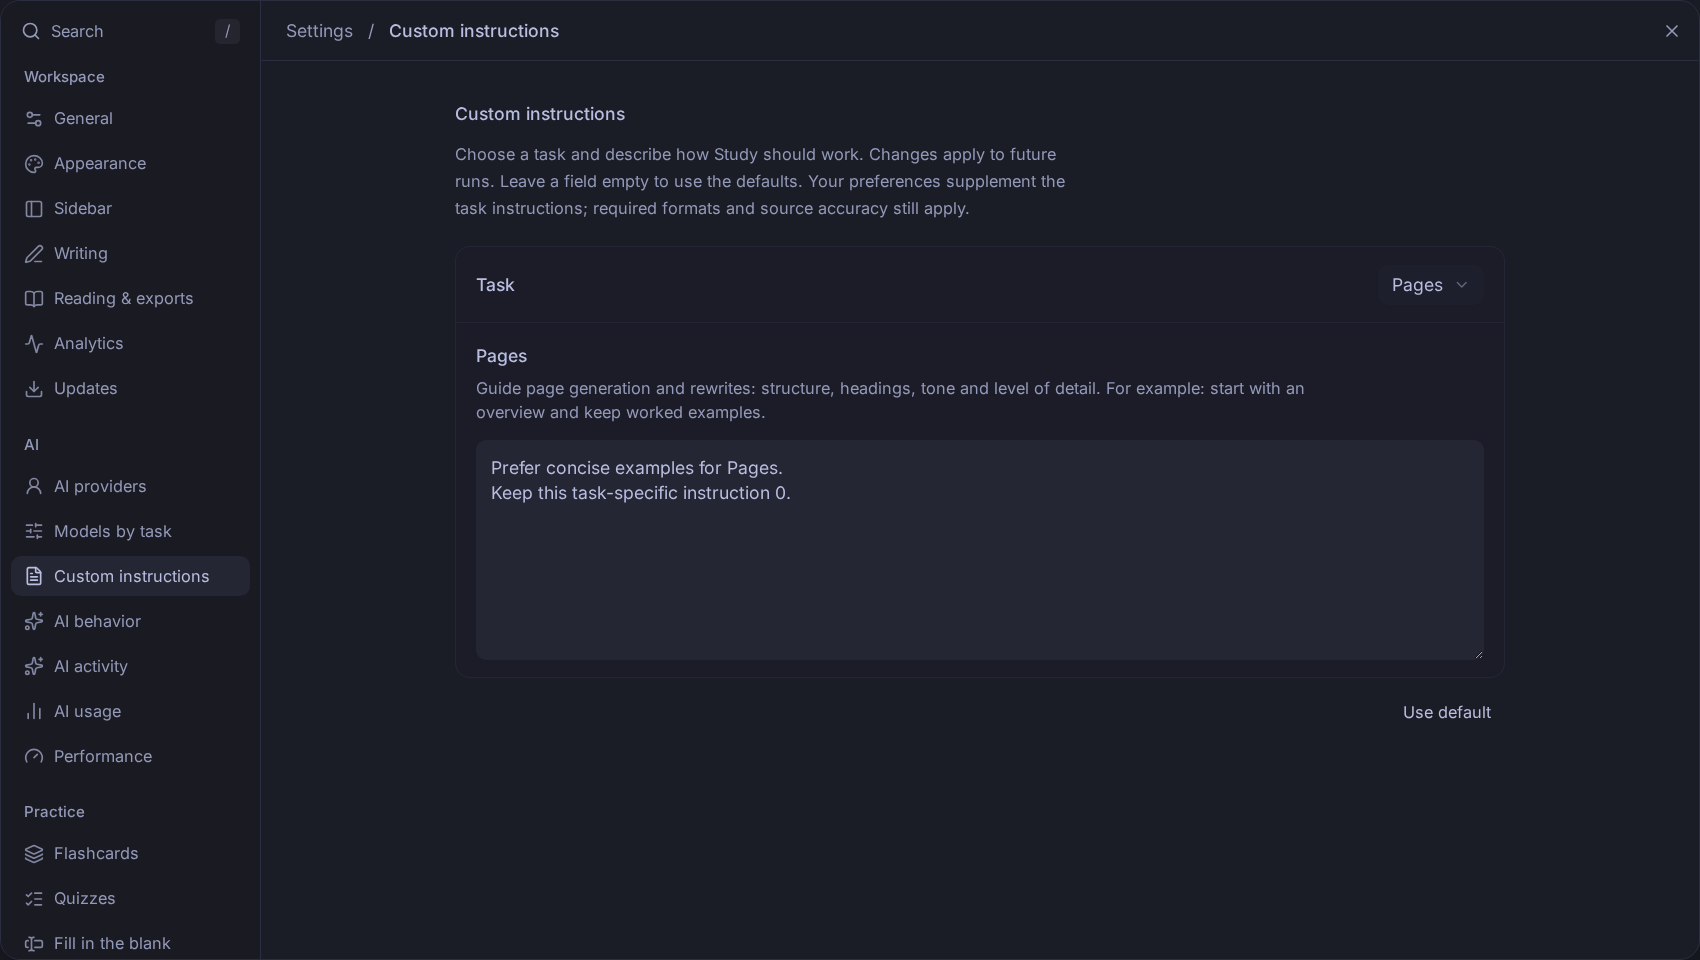 Search
/
Workspace
General
Appearance
Sidebar
Writing
Reading & exports
Analytics
Updates
AI
AI providers
Models by task
Custom instructions
AI behavior
AI activity
AI usage
Performance
Practice
Flashcards
Quizzes
Fill in the blank
Settings / Custom instructions
Custom instructions
Choose a task and describe how Study should work. Changes apply to future
runs. Leave a field empty to use the defaults. Your preferences supplement the
task instructions; required formats and source accuracy still apply.
Task
Pages
Pages
Guide page generation and rewrites: structure, headings, tone and level of detail. For example: start with an
overview and keep worked examples.
Prefer concise examples for Pages.
Keep this task-specific instruction 0.
Use default